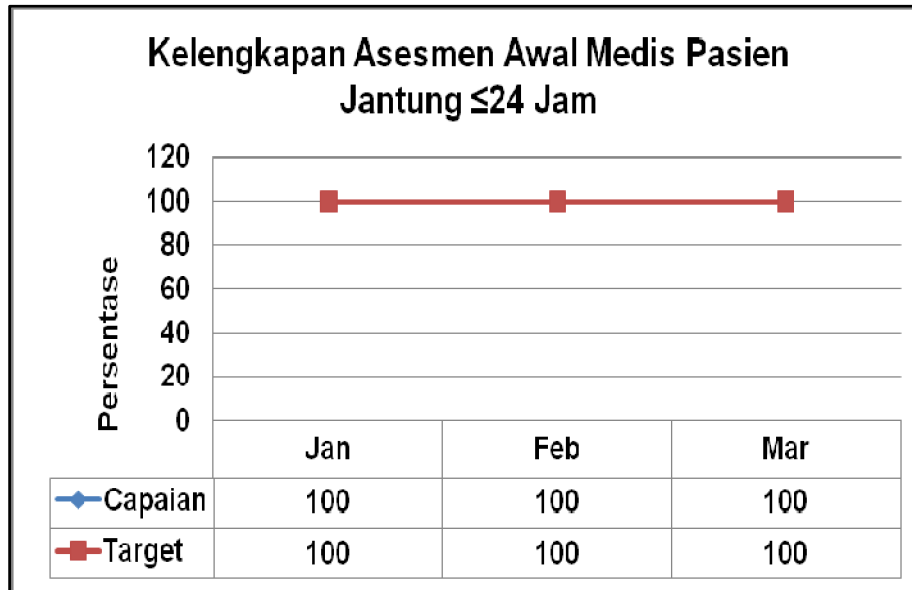 Kelengkapan Asesmen Awal Medis Pasien
Jantung ≤24 Jam
Persentase
120
100
80
60
40
20
0
Jan Feb Mar
Capaian 100 100 100
Target 100 100 100